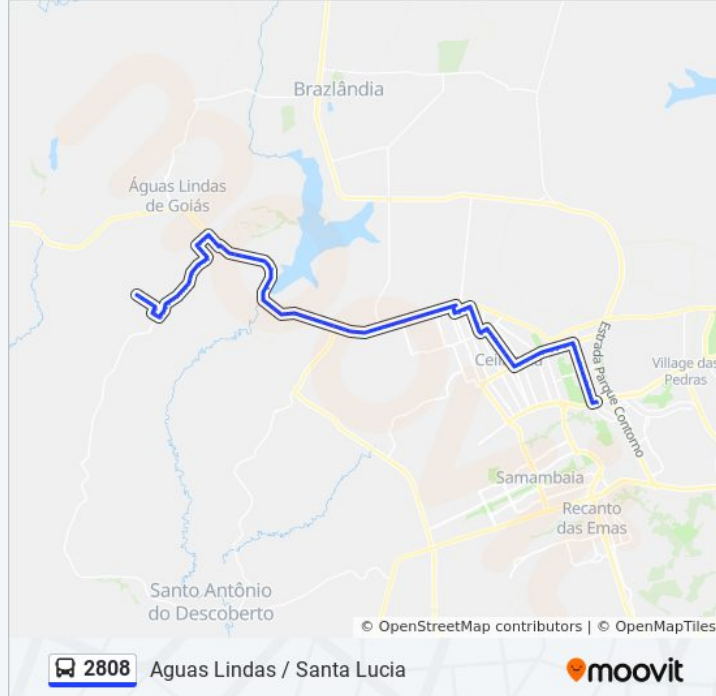 Brazlândia
Águas Lindas
de Goiás
Estrada Parque Contorno
Village das
Pedras
Samambaia
Recanto
das Emas
Santo Antônio
do Descoberto
© OpenStreetMap contributors | © OpenMapTiles
2808 Aguas Lindas / Santa Lucia
moovit